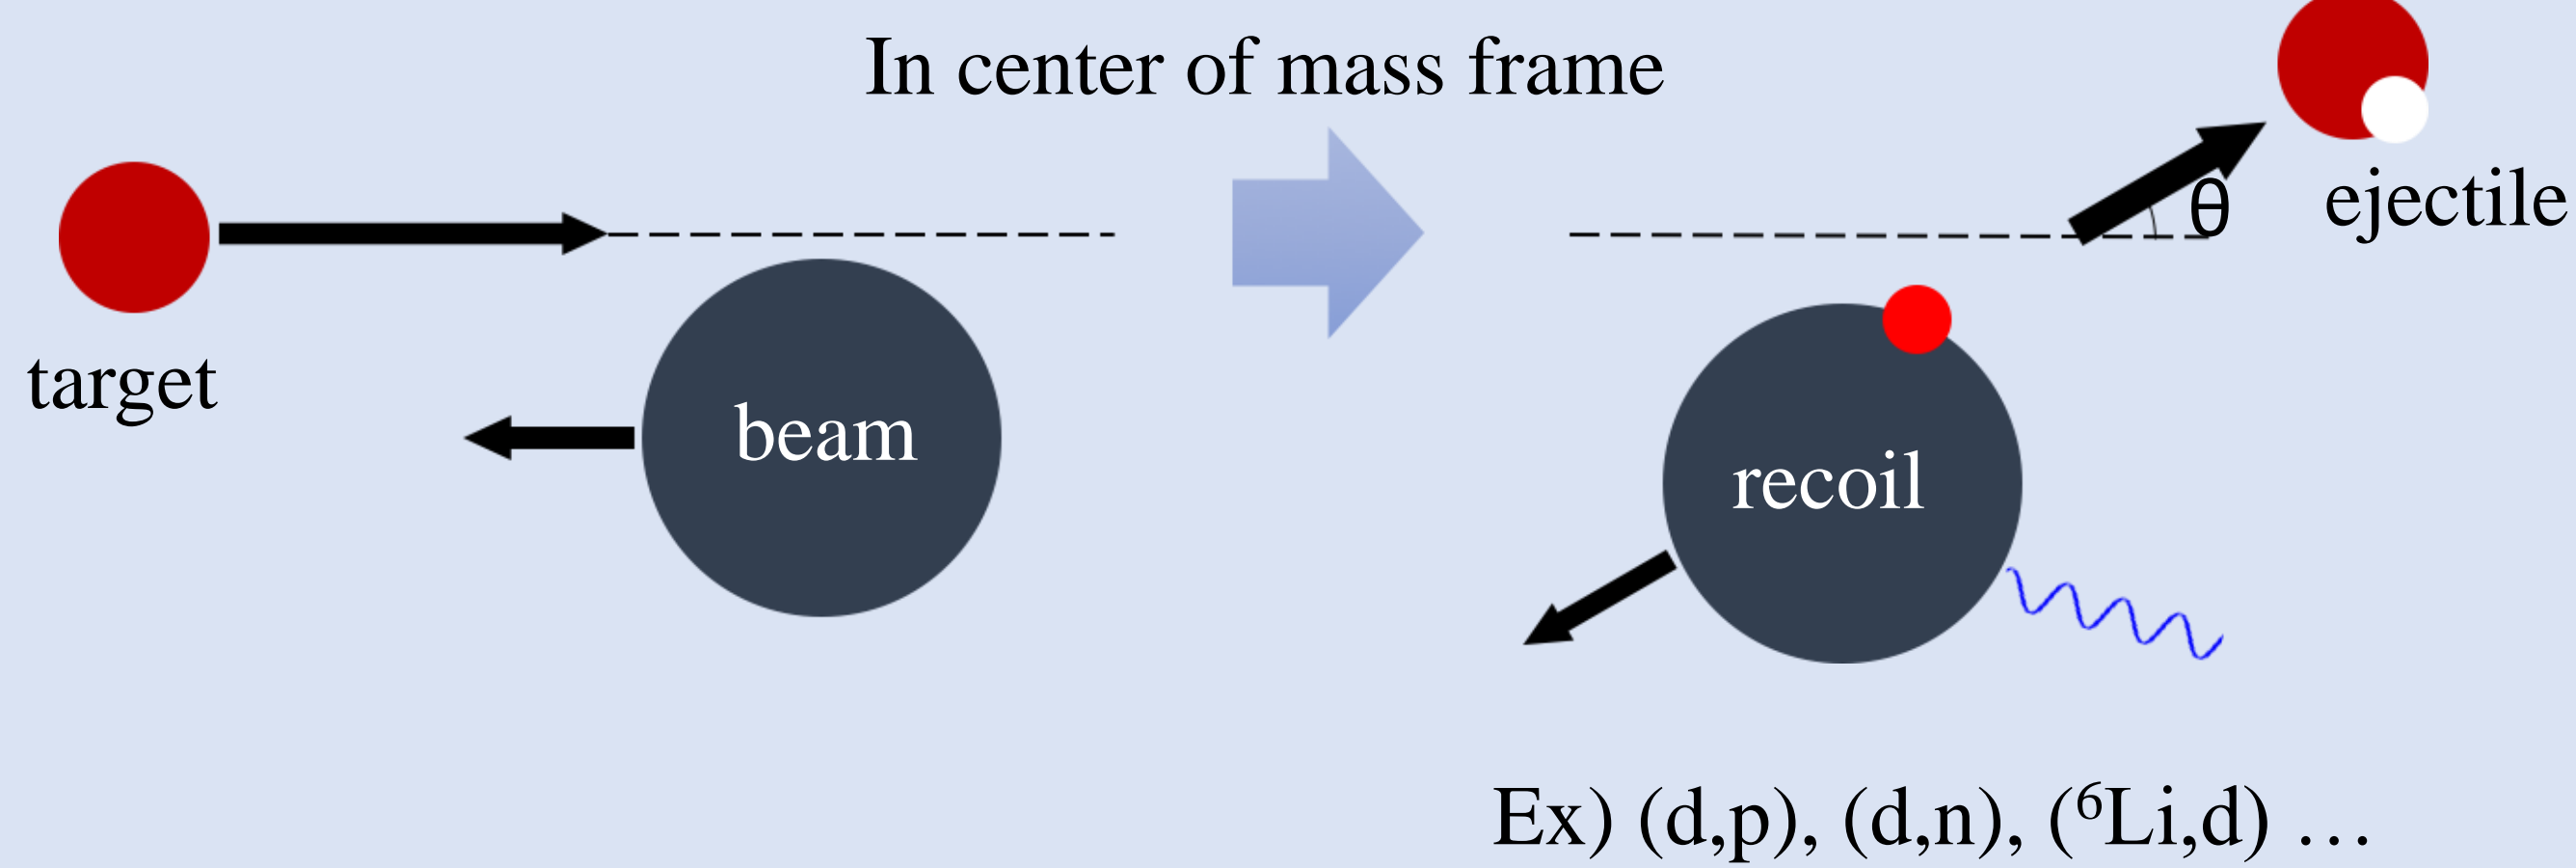 In center of mass frame
target
beam
θ
ejectile
recoil
Ex) (d,p), (d,n), (⁶Li,d) …